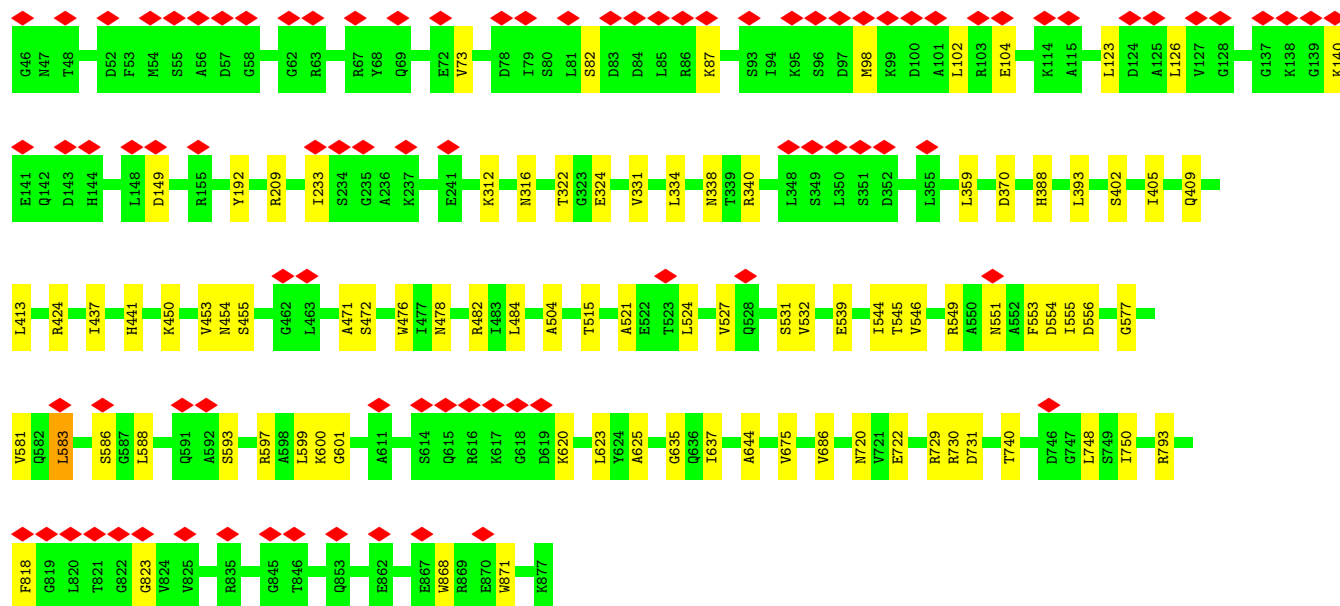 G46 N47 T48 D52 F53 M54 S55 A56 D57 G58 G62 R63 R67 Y68 Q69 E72 V73 D78 I79 S80 L81 S82 D83 D84 L85 R86 K87 S93 I94 K95 S96 D97 M98 K99 D100 A101 L102 R103 E104 K114 A115 L123 D124 A125 L126 V127 G128 G137 K138 G139 K140
E141 Q142 D143 H144 L148 D149 R155 Y192 R209 I233 S234 G235 A236 K237 E241 K312 N316 T322 G323 E324 V331 L334 N338 T339 R340 L348 S349 L350 S351 D352 L355 L359 D370 H388 L393 S402 I405 Q409
L413 R424 I437 H441 K450 V453 N454 S455 G462 L463 A471 S472 W476 I477 N478 R482 I483 L484 A504 T515 A521 E522 T523 L524 V527 Q528 S531 V532 E539 I544 T545 V546 R549 A550 N551 A552 F553 D554 I555 D556 G577
V581 Q582 L583 S586 G587 L588 Q591 A592 S593 R597 A598 L599 K600 G601 A611 S614 Q615 R616 K617 G618 D619 K620 L623 Y624 A625 G635 Q636 I637 A644 V675 V686 N720 V721 E722 R729 R730 D731 T740 D746 G747 L748 S749 I750 R793
F818 G819 L820 T821 G822 G823 V824 V825 R835 G845 T846 Q853 E862 E867 W868 R869 E870 W871 K877